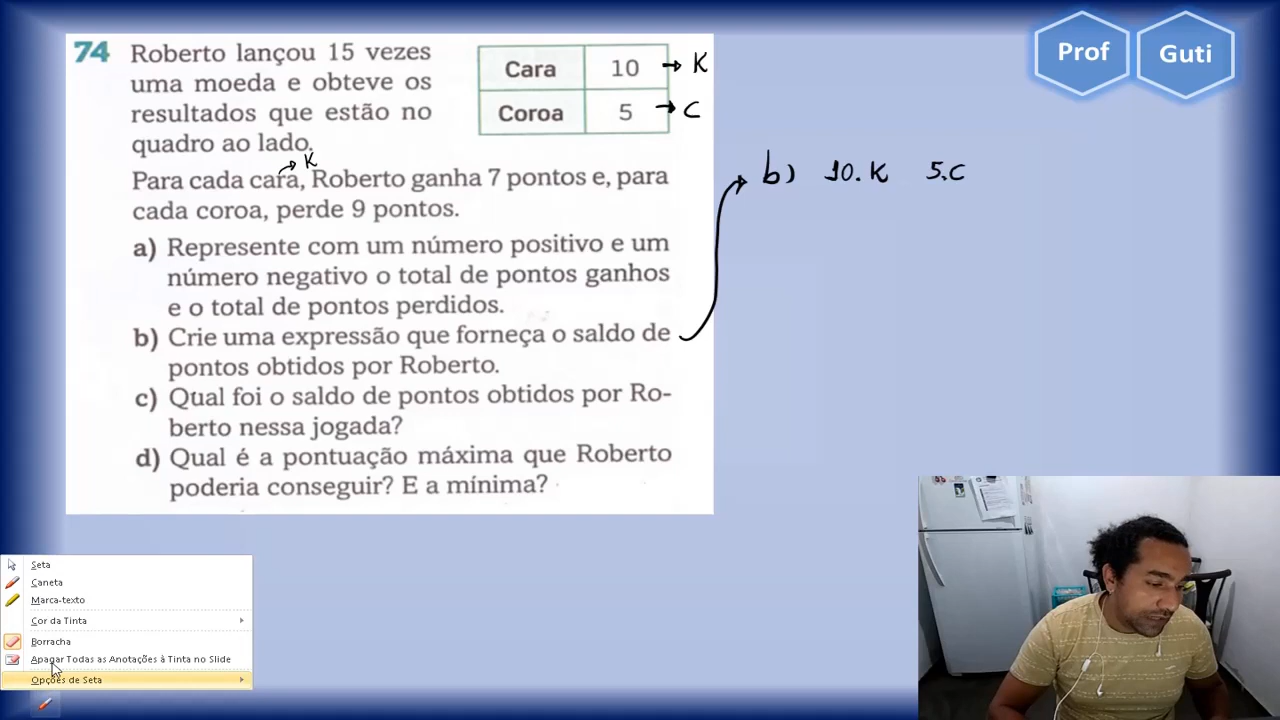 74 Roberto lançou 15 vezes
uma moeda e obteve os
resultados que estão no
quadro ao lado.
Cara 10 → K
Coroa 5 → C
K
Para cada cara, Roberto ganha 7 pontos e, para
cada coroa, perde 9 pontos.
a) Represente com um número positivo e um
número negativo o total de pontos ganhos
e o total de pontos perdidos.
b) Crie uma expressão que forneça o saldo de
pontos obtidos por Roberto.
c) Qual foi o saldo de pontos obtidos por Ro-
berto nessa jogada?
d) Qual é a pontuação máxima que Roberto
poderia conseguir? E a mínima?
b) 10.K 5.C
Prof Guti
Seta
Caneta
Marca-texto
Cor da Tinta
Borracha
Apagar Todas as Anotações à Tinta no Slide
Opções de Seta